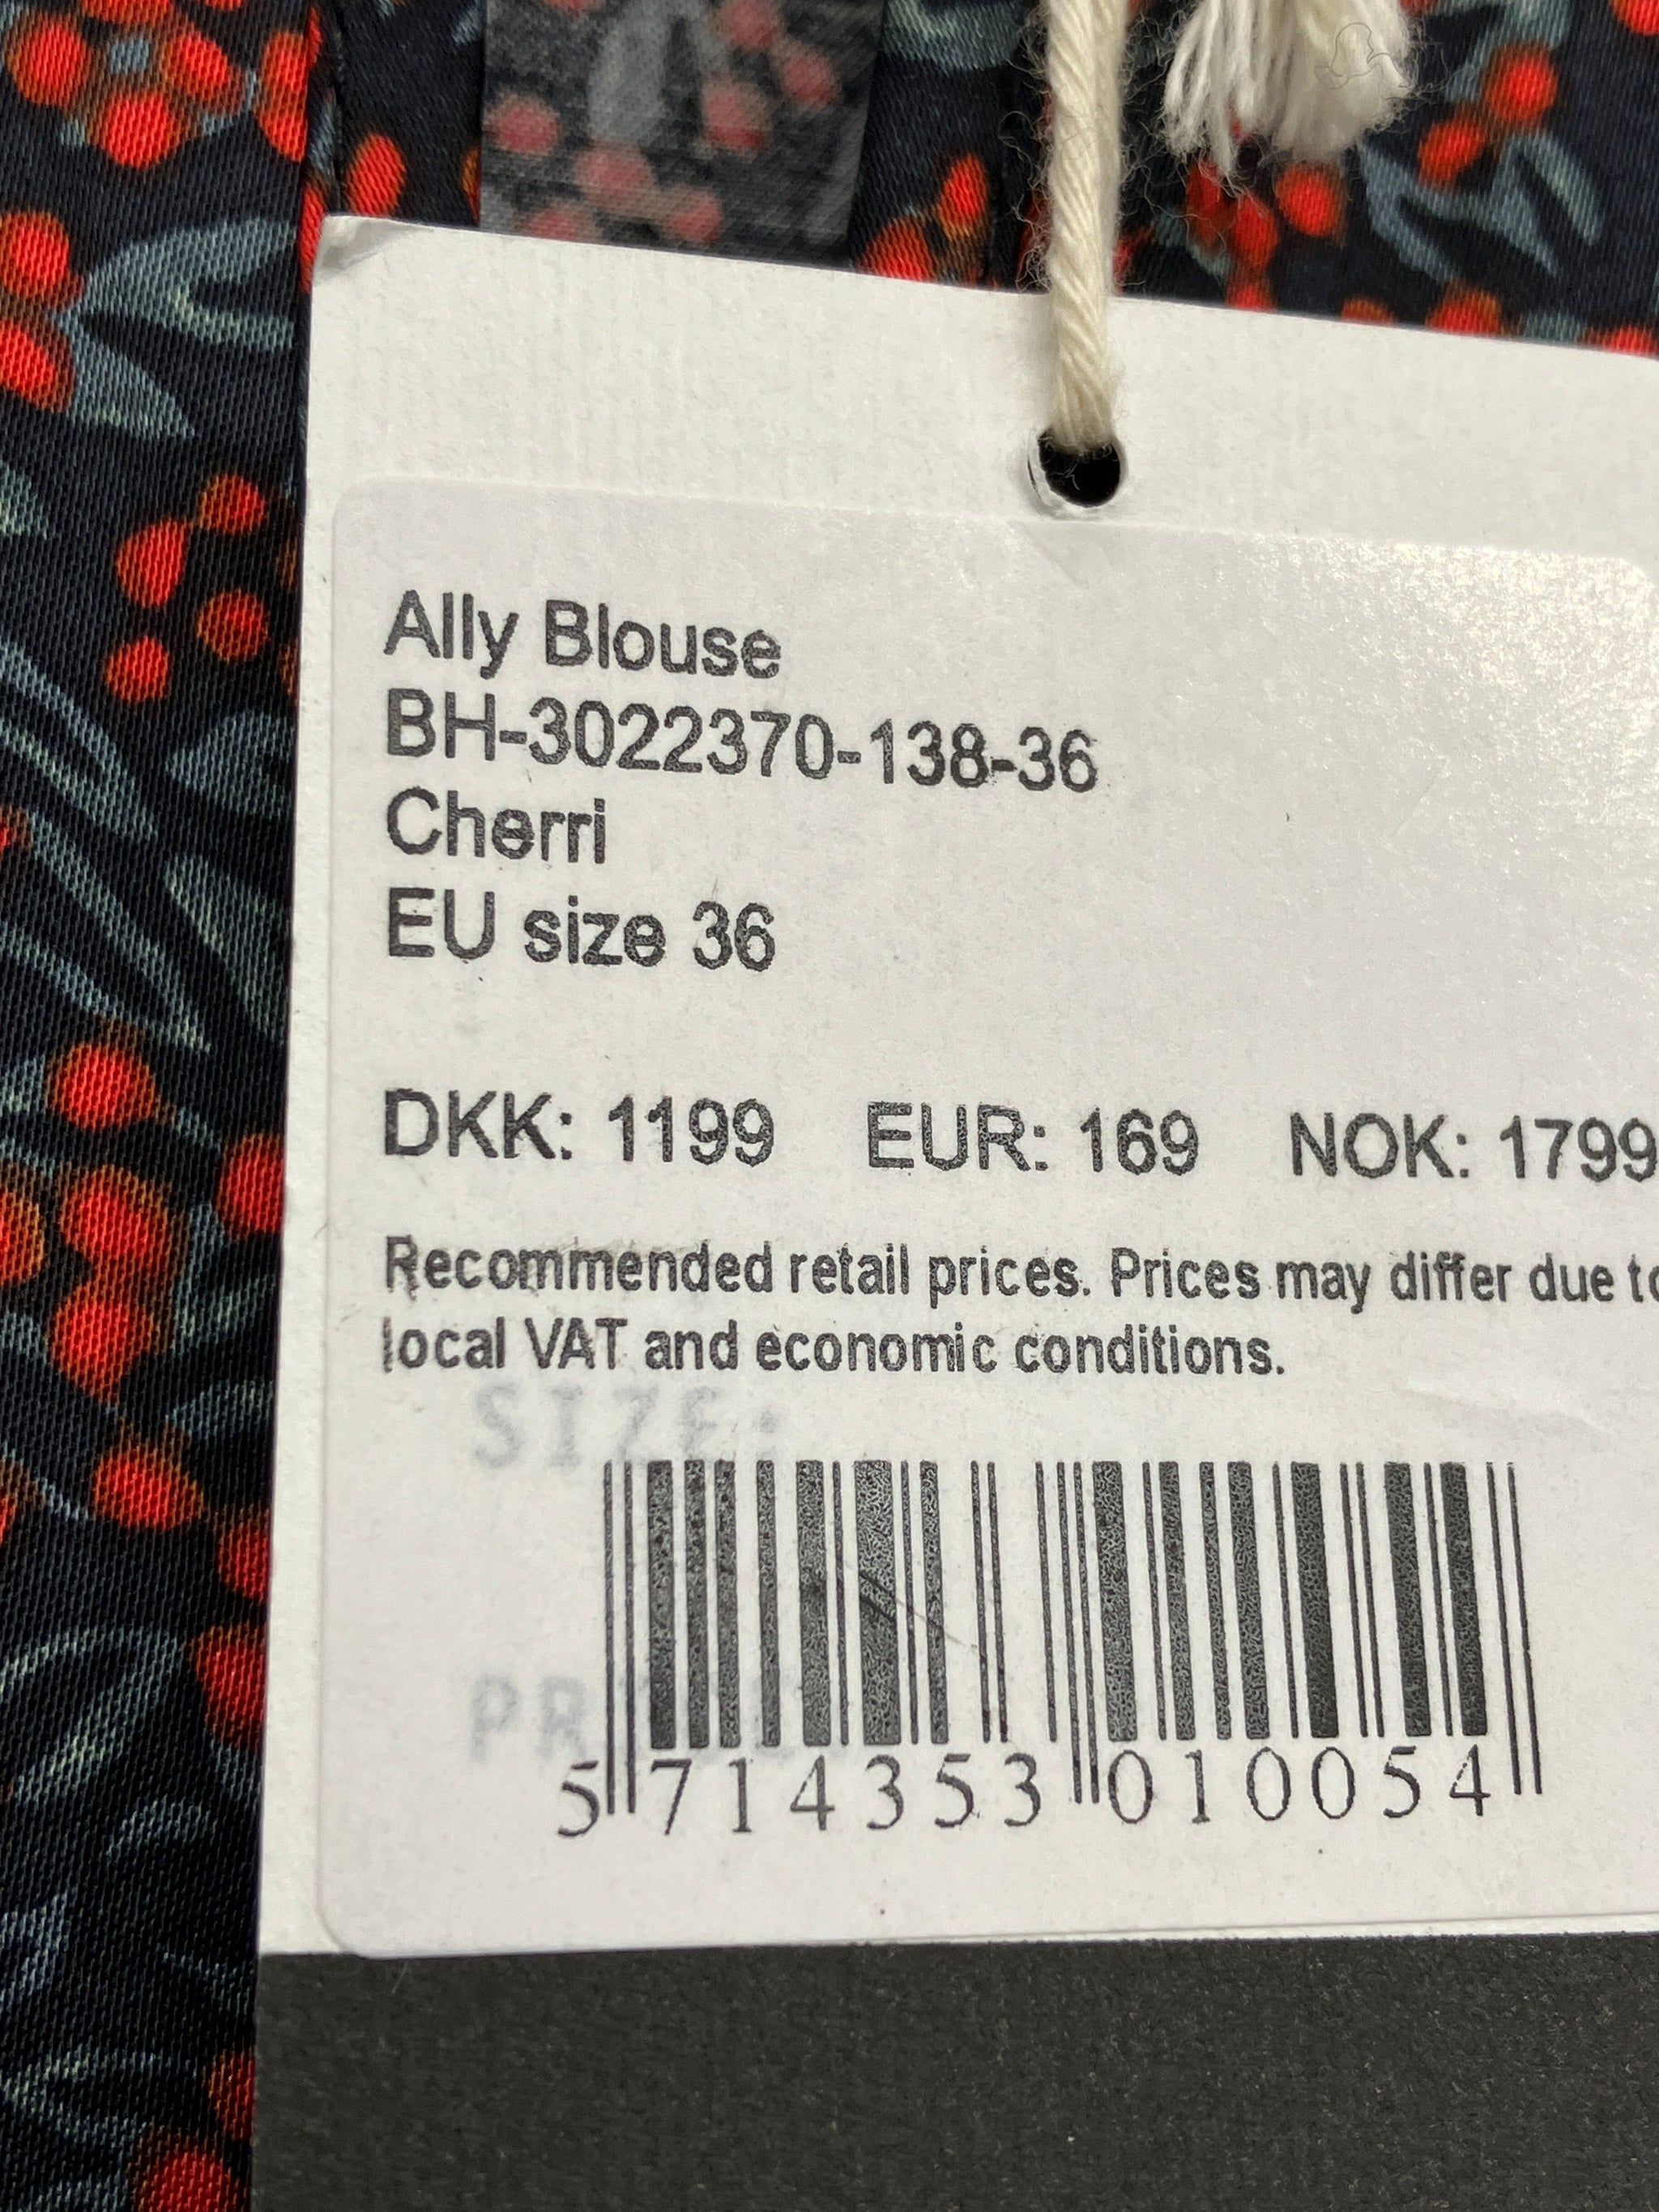 Ally Blouse
BH-3022370-138-36
Cherri
EU size 36
DKK: 1199 EUR: 169 NOK: 1799
Recommended retail prices. Prices may differ due to
local VAT and economic conditions.
SIZE:
5 714353 010054